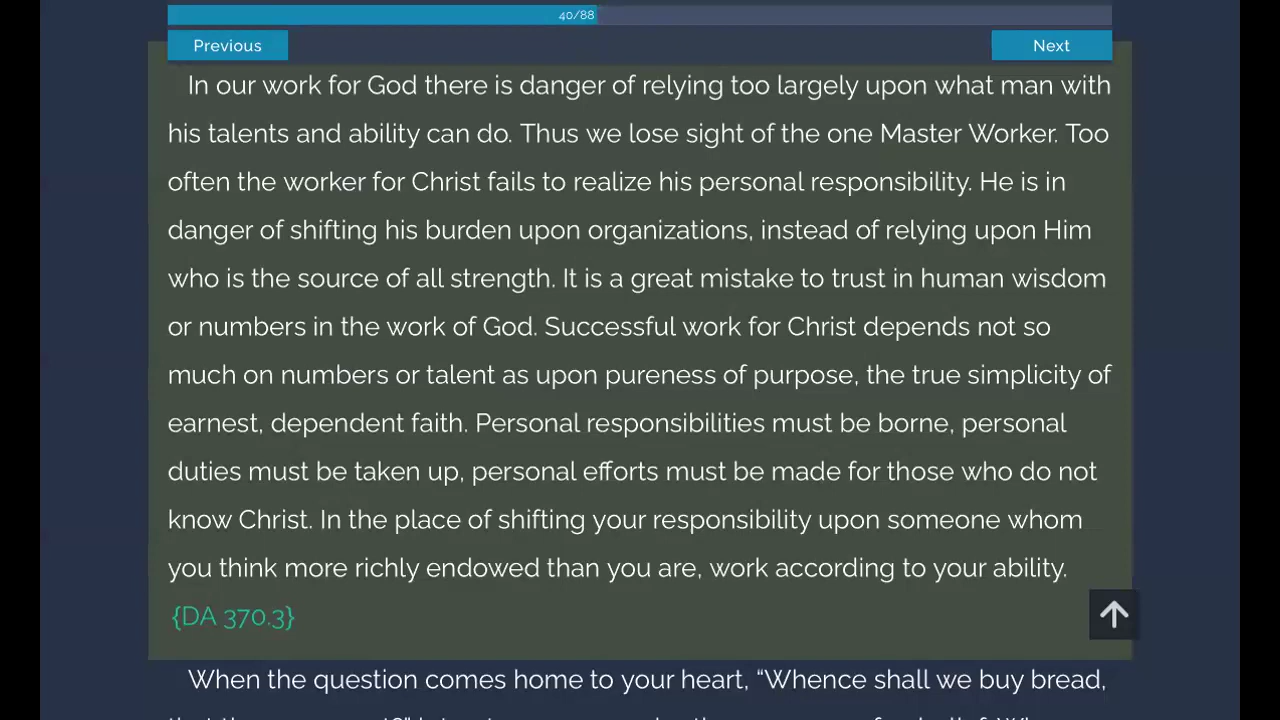 40/88
Previous
Next
In our work for God there is danger of relying too largely upon what man with
his talents and ability can do. Thus we lose sight of the one Master Worker. Too
often the worker for Christ fails to realize his personal responsibility. He is in
danger of shifting his burden upon organizations, instead of relying upon Him
who is the source of all strength. It is a great mistake to trust in human wisdom
or numbers in the work of God. Successful work for Christ depends not so
much on numbers or talent as upon pureness of purpose, the true simplicity of
earnest, dependent faith. Personal responsibilities must be borne, personal
duties must be taken up, personal efforts must be made for those who do not
know Christ. In the place of shifting your responsibility upon someone whom
you think more richly endowed than you are, work according to your ability.
{DA 370.3}
When the question comes home to your heart, “Whence shall we buy bread,